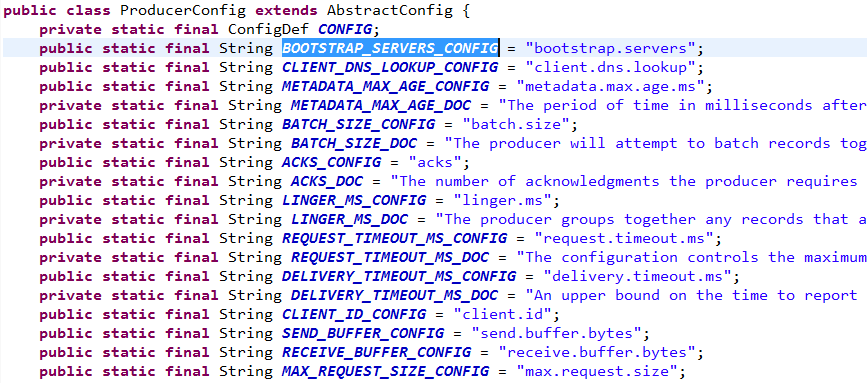 public class ProducerConfig extends AbstractConfig {
private static final ConfigDef CONFIG;
public static final String BOOTSTRAP_SERVERS_CONFIG = "bootstrap.servers";
public static final String CLIENT_DNS_LOOKUP_CONFIG = "client.dns.lookup";
public static final String METADATA_MAX_AGE_CONFIG = "metadata.max.age.ms";
private static final String METADATA_MAX_AGE_DOC = "The period of time in milliseconds after
public static final String BATCH_SIZE_CONFIG = "batch.size";
private static final String BATCH_SIZE_DOC = "The producer will attempt to batch records tog
public static final String ACKS_CONFIG = "acks";
private static final String ACKS_DOC = "The number of acknowledgments the producer requires
public static final String LINGER_MS_CONFIG = "linger.ms";
private static final String LINGER_MS_DOC = "The producer groups together any records that a
public static final String REQUEST_TIMEOUT_MS_CONFIG = "request.timeout.ms";
private static final String REQUEST_TIMEOUT_MS_DOC = "The configuration controls the maximum
public static final String DELIVERY_TIMEOUT_MS_CONFIG = "delivery.timeout.ms";
private static final String DELIVERY_TIMEOUT_MS_DOC = "An upper bound on the time to report
public static final String CLIENT_ID_CONFIG = "client.id";
public static final String SEND_BUFFER_CONFIG = "send.buffer.bytes";
public static final String RECEIVE_BUFFER_CONFIG = "receive.buffer.bytes";
public static final String MAX_REQUEST_SIZE_CONFIG = "max.request.size";